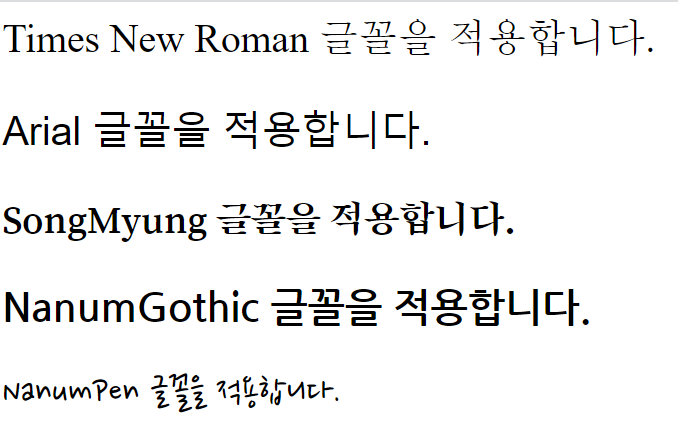 Times New Roman 글꼴을 적용합니다.
Arial 글꼴을 적용합니다.
SongMyung 글꼴을 적용합니다.
NanumGothic 글꼴을 적용합니다.
NanumPen 글꼴을 적용합니다.